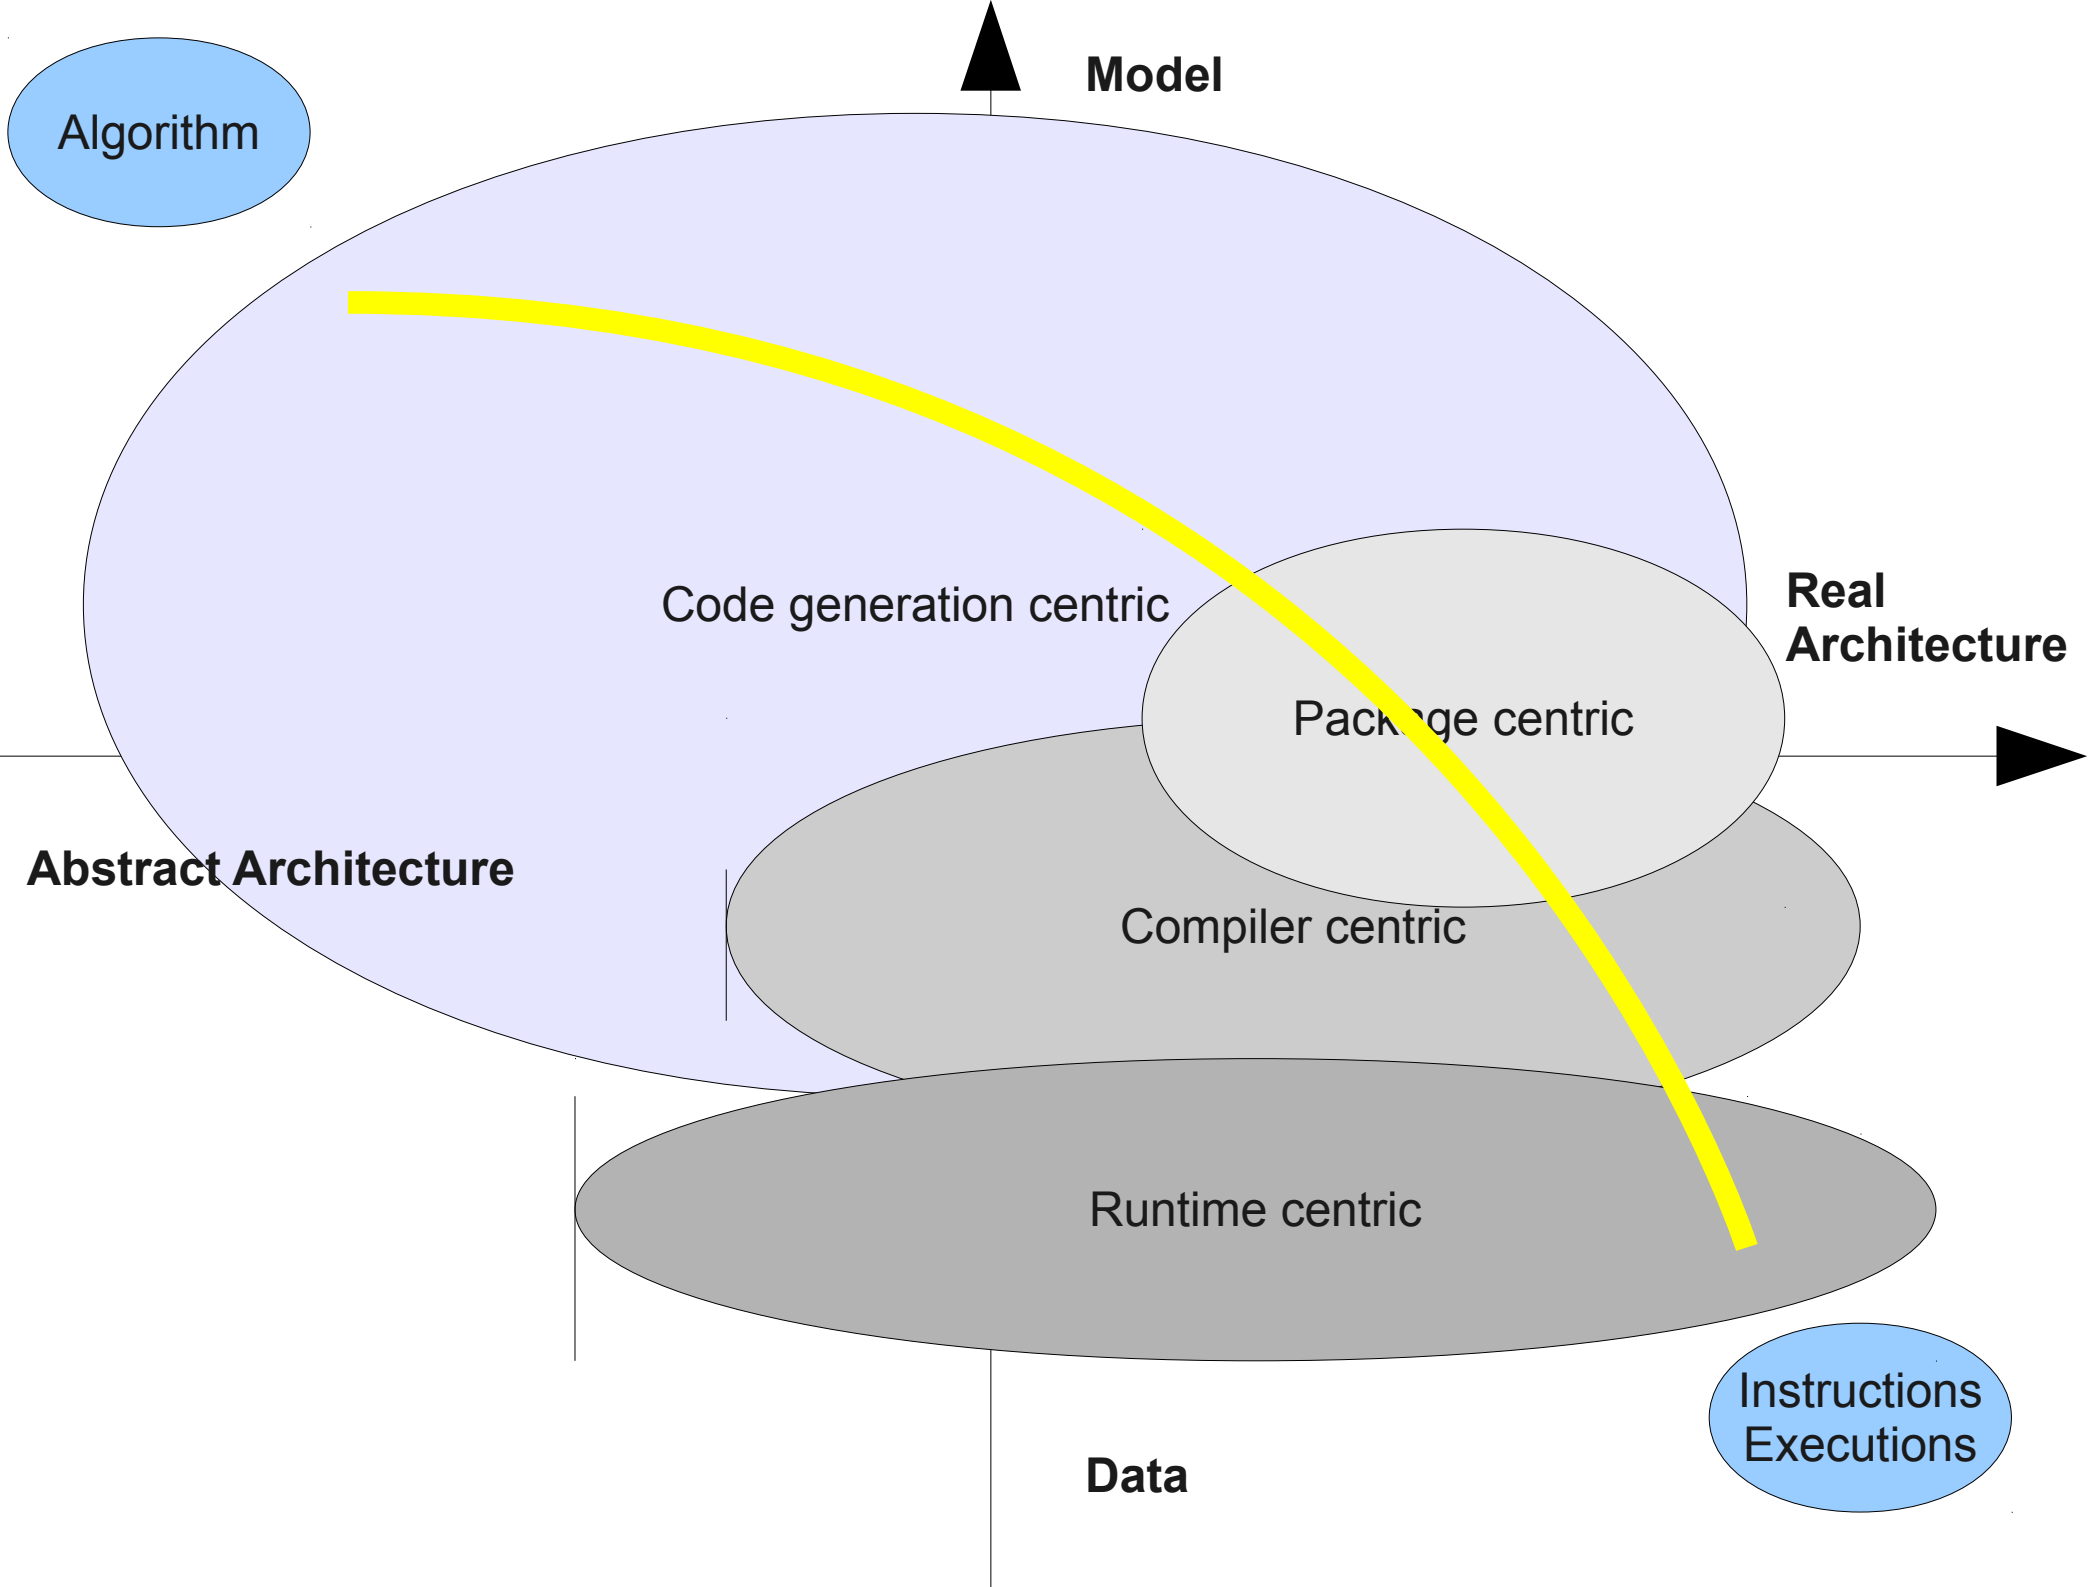 Model
Algorithm
Code generation centric
Real
Architecture
Package centric
Abstract Architecture
Compiler centric
Runtime centric
Instructions
Executions
Data